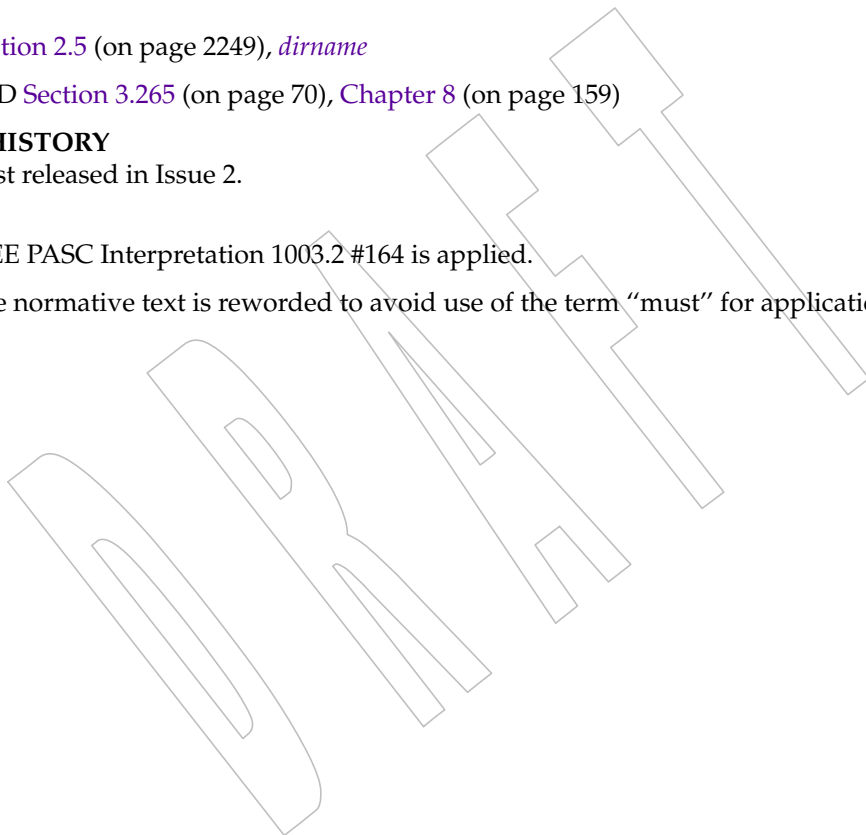 tion 2.5 (on page 2249), dirname
D Section 3.265 (on page 70), Chapter 8 (on page 159)
HISTORY
st released in Issue 2.
EE PASC Interpretation 1003.2 #164 is applied.
e normative text is reworded to avoid use of the term “must” for applicatio
DRAFT